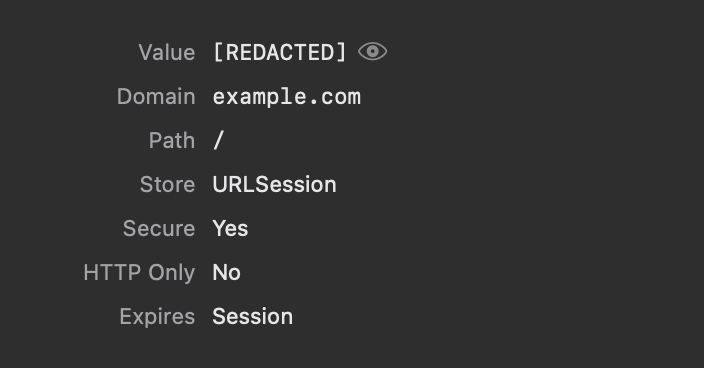 Value [REDACTED]
Domain example.com
Path /
Store URLSession
Secure Yes
HTTP Only No
Expires Session